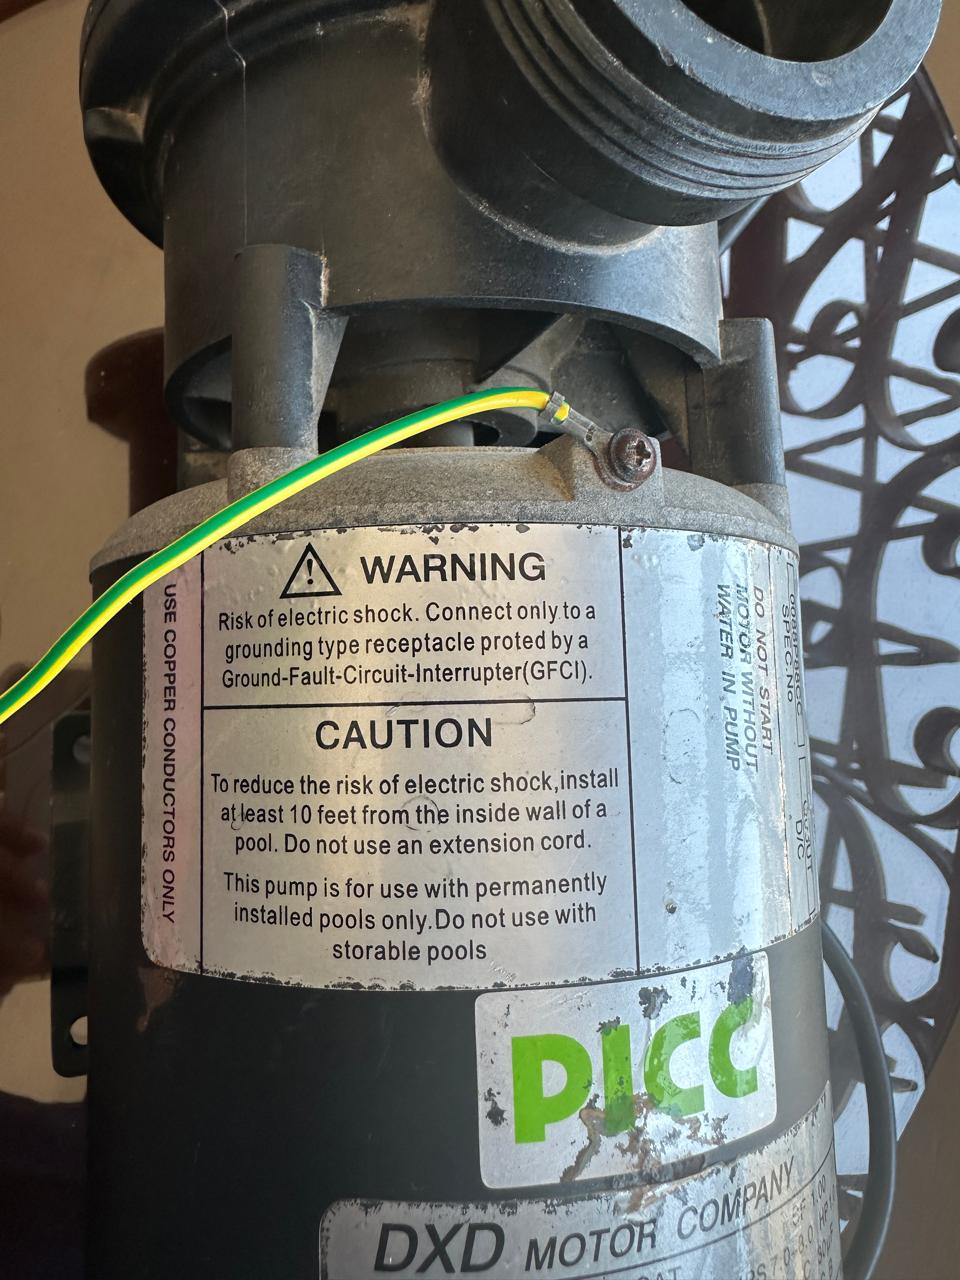 WARNING
Risk of electric shock. Connect only to a
grounding type receptacle proted by a
Ground-Fault-Circuit-Interrupter(GFCI).
CAUTION
To reduce the risk of electric shock,install
at least 10 feet from the inside wall of a
pool. Do not use an extension cord.
This pump is for use with permanently
installed pools only.Do not use with
storable pools
USE COPPER CONDUCTORS ONLY
DO NOT START
MOTOR WITHOUT
WATER IN PUMP
SPEC No
D/C
PICC
DXD MOTOR COMPANY